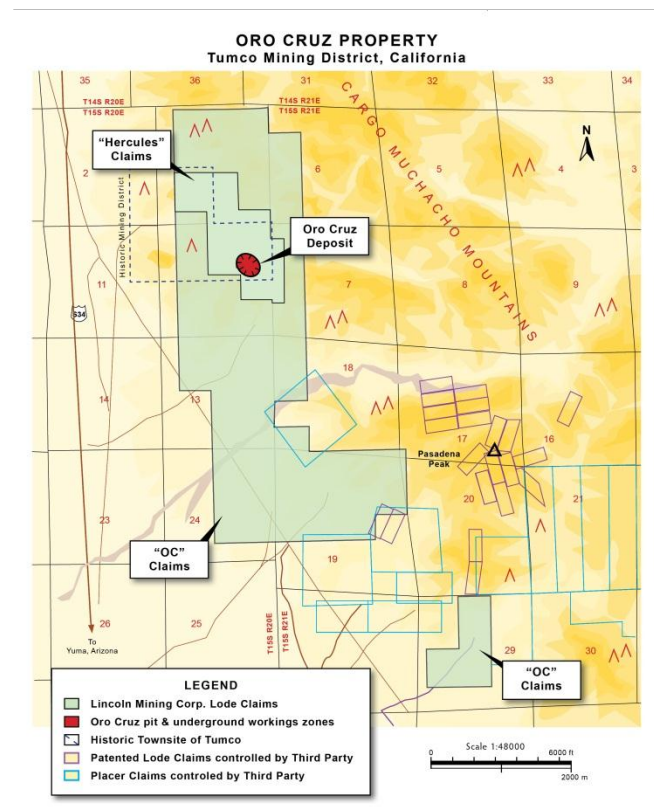 ORO CRUZ PROPERTY
Tumco Mining District, California
35
36
31
32
33
34
T14S R20E
T15S R20E
T14S R21E
T15S R21E
CARGO MUCHACHO MOUNTAINS
N
"Hercules"
Claims
2
6
5
4
3
Historic Mining District
Oro Cruz
Deposit
11
7
8
9
S34
18
14
13
17
16
Pasadena
Peak
20
21
23
24
19
"OC"
Claims
26
25
T15S R20E
T15S R21E
29
30
To
Yuma, Arizona
"OC"
Claims
LEGEND
Lincoln Mining Corp. Lode Claims
Oro Cruz pit & underground workings zones
Historic Townsite of Tumco
Patented Lode Claims controlled by Third Party
Placer Claims controled by Third Party
Scale 1:48000
0
6000 ft
2000 m